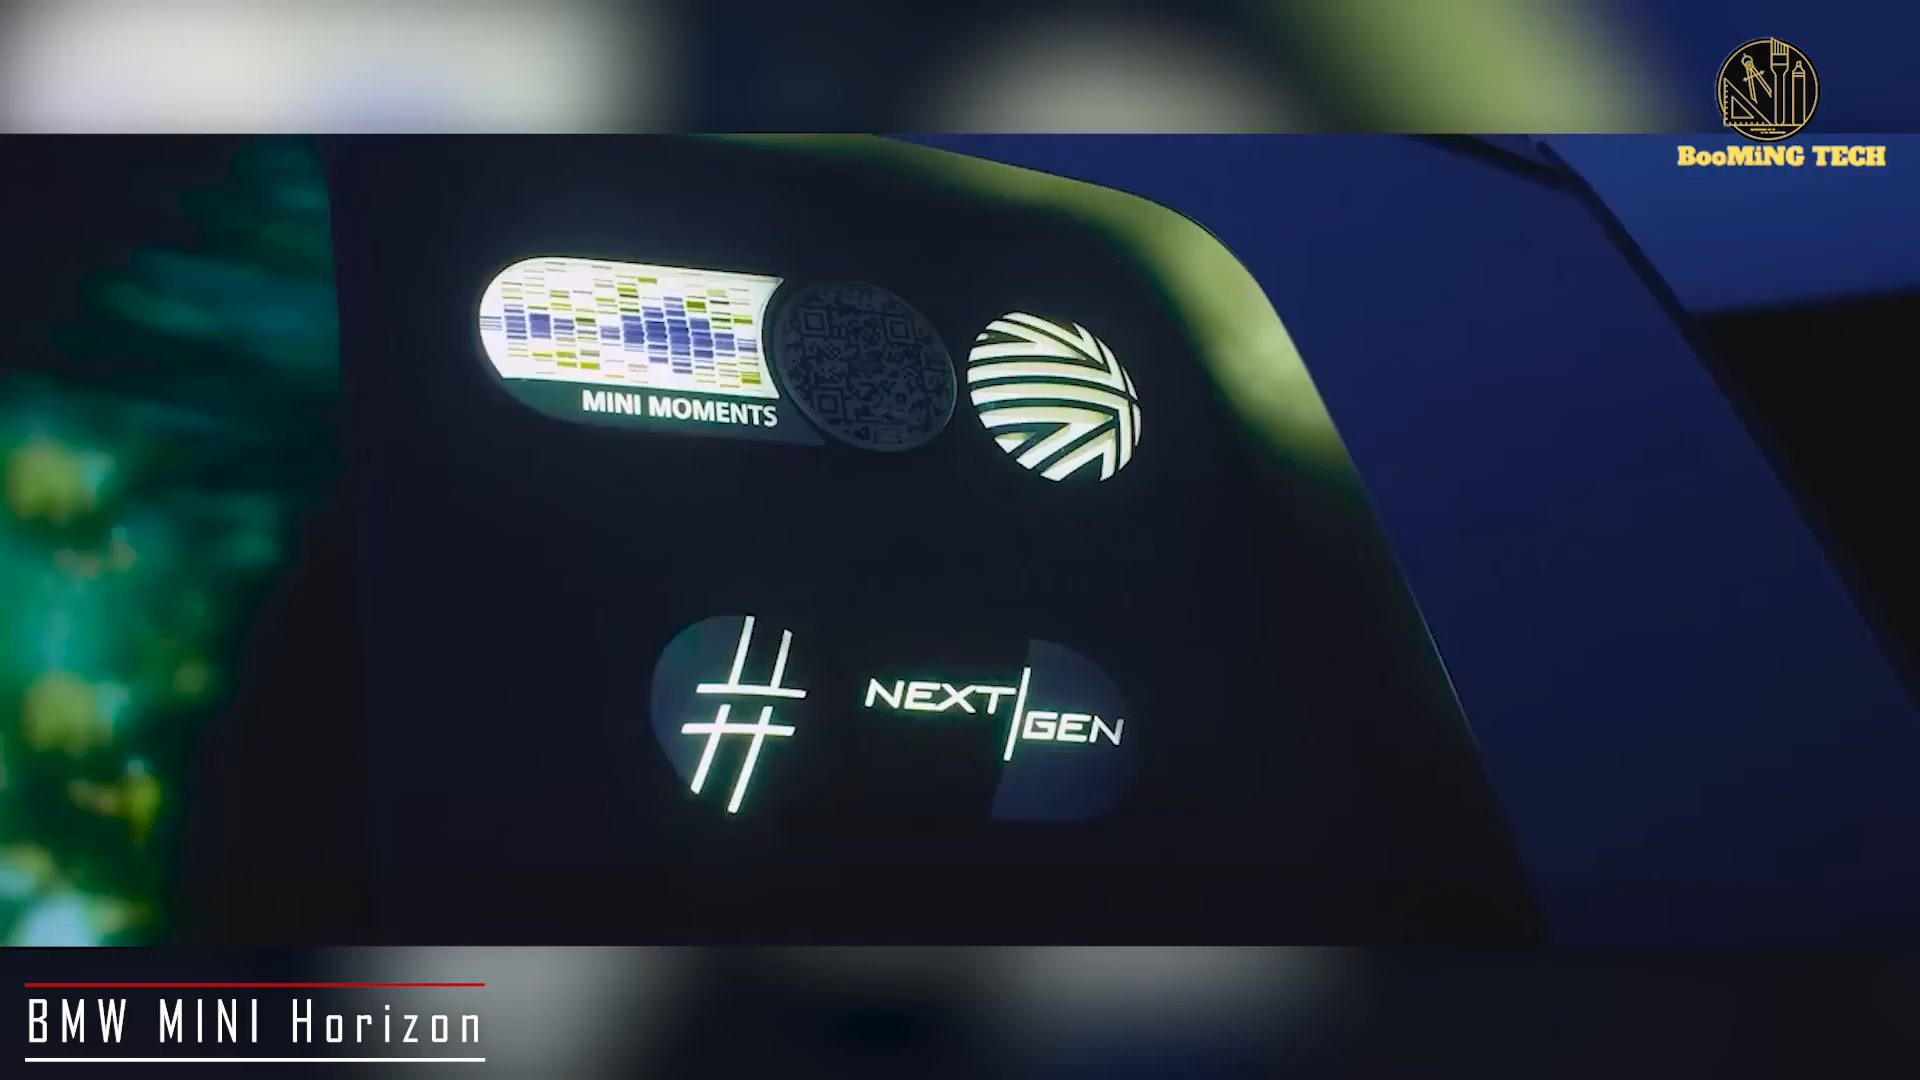 BooMiNG TECH
MINI MOMENTS
#
NEXT
GEN
BMW MINI Horizon